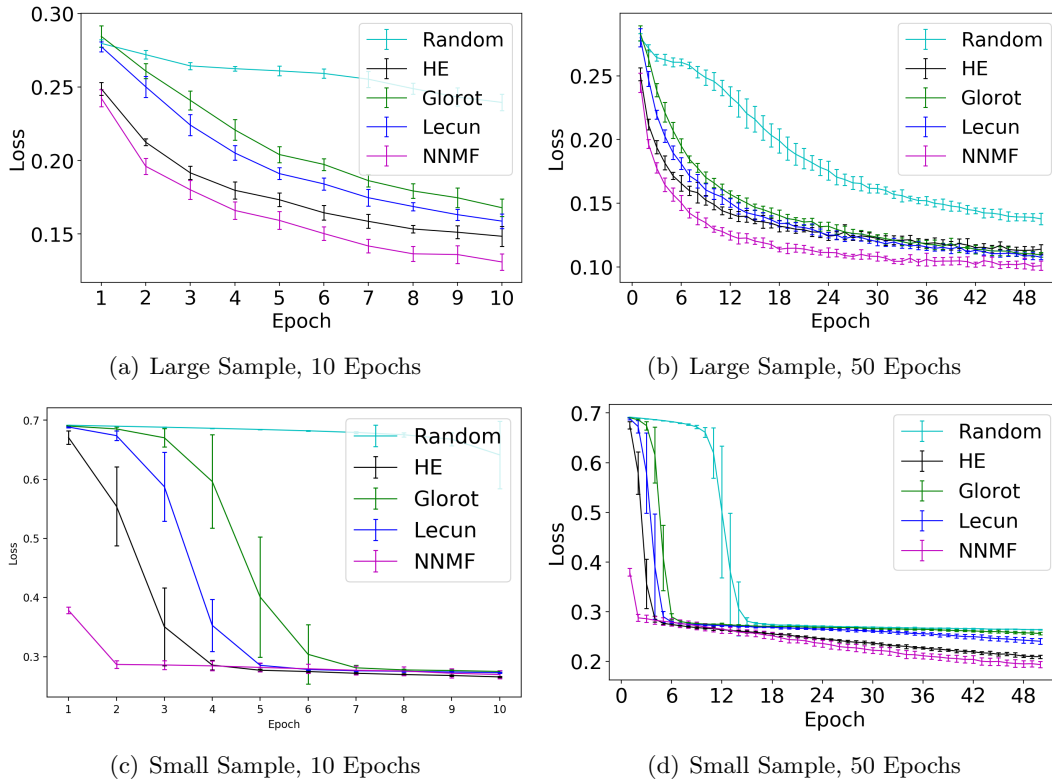 0.30
0.25
0.20
0.15
Loss
Random
HE
Glorot
Lecun
NNMF
1 2 3 4 5 6 7 8 9 10
Epoch
(a) Large Sample, 10 Epochs
0.25
0.20
0.15
0.10
Loss
Random
HE
Glorot
Lecun
NNMF
0 6 12 18 24 30 36 42 48
Epoch
(b) Large Sample, 50 Epochs
0.7
0.6
0.5
0.4
0.3
Loss
Random
HE
Glorot
Lecun
NNMF
1 2 3 4 5 6 7 8 9 10
Epoch
(c) Small Sample, 10 Epochs
0.7
0.6
0.5
0.4
0.3
0.2
Loss
Random
HE
Glorot
Lecun
NNMF
0 6 12 18 24 30 36 42 48
Epoch
(d) Small Sample, 50 Epochs